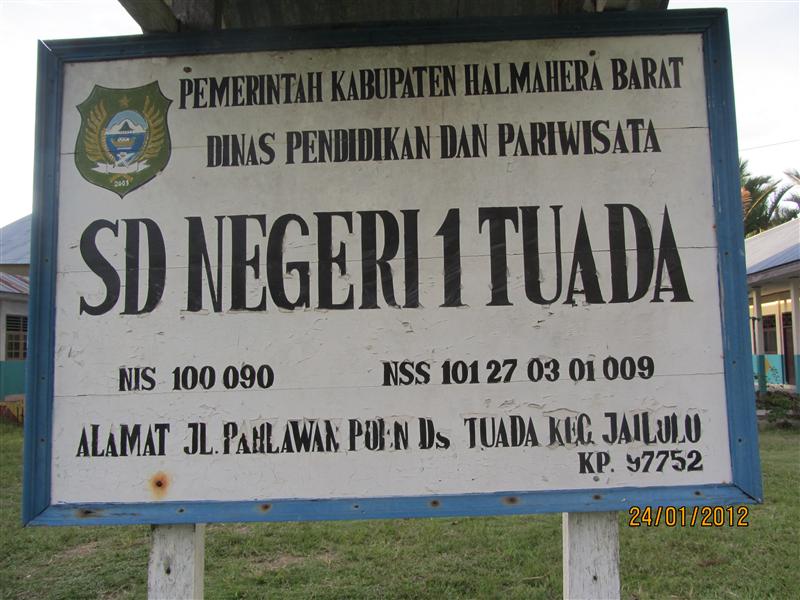 PEMERINTAH KABUPATEN HALMAHERA BARAT
DINAS PENDIDIKAN DAN PARIWISATA
2003
SD NEGERI 1 TUADA
NIS 100 090 NSS 101 27 03 01 009
ALAMAT JL. PAHLAWAN Ds TUADA KEC. JAILOLO
KP. 97752
24/01/2012